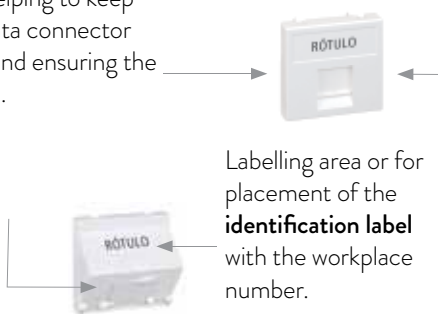 elping to keep
ta connector
nd ensuring the
.
RÓTULO
Labelling area or for
placement of the
identification label
with the workplace
number.
RÓTULO